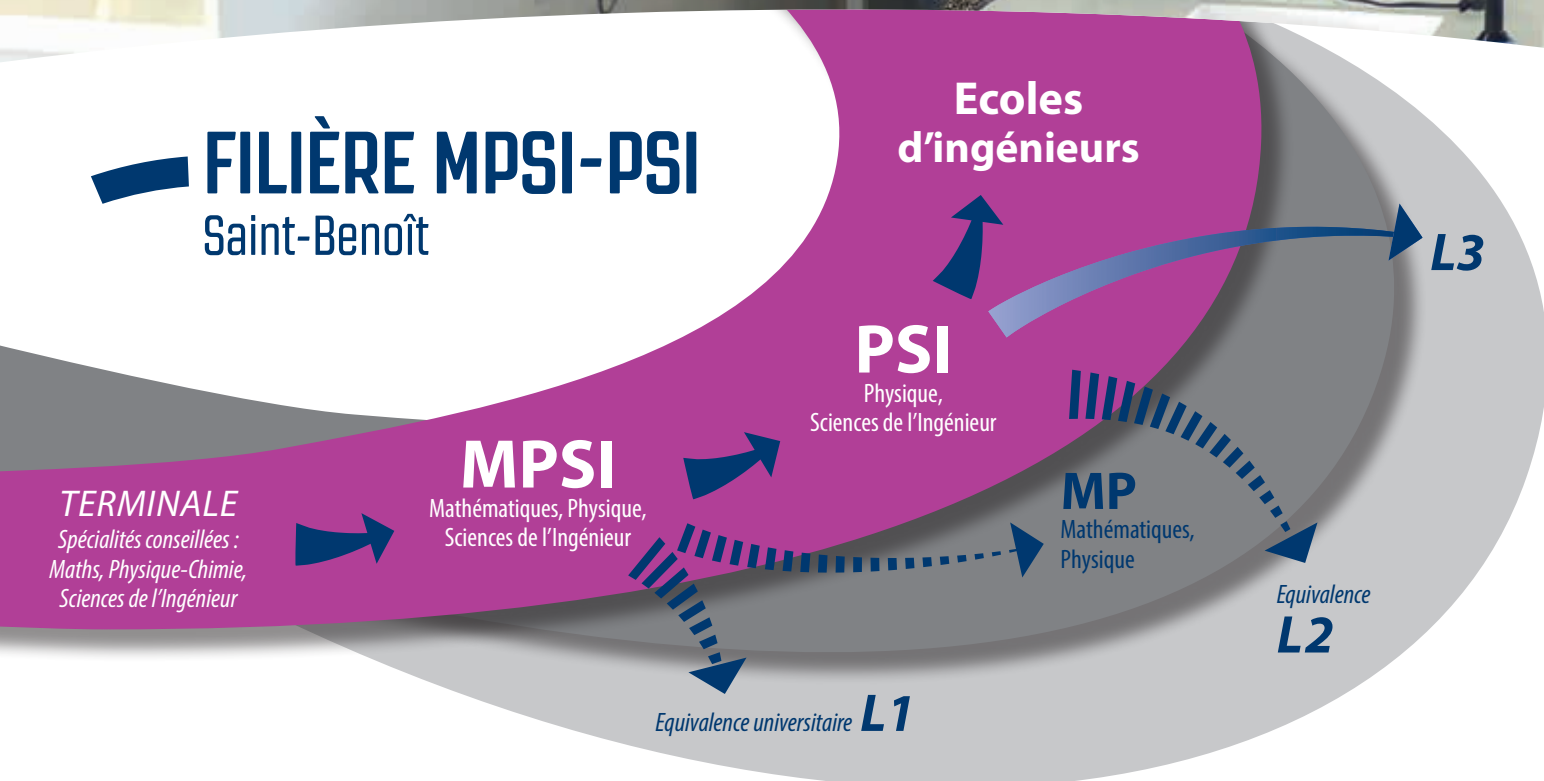 FILIÈRE MPSI-PSI
Saint-Benoît
Ecoles
d'ingénieurs
L3
PSI
Physique,
Sciences de l'Ingénieur
MPSI
Mathématiques, Physique,
Sciences de l'Ingénieur
TERMINALE
Spécialités conseillées :
Maths, Physique-Chimie,
Sciences de l'Ingénieur
MP
Mathématiques,
Physique
Equivalence
L2
Equivalence universitaire L1